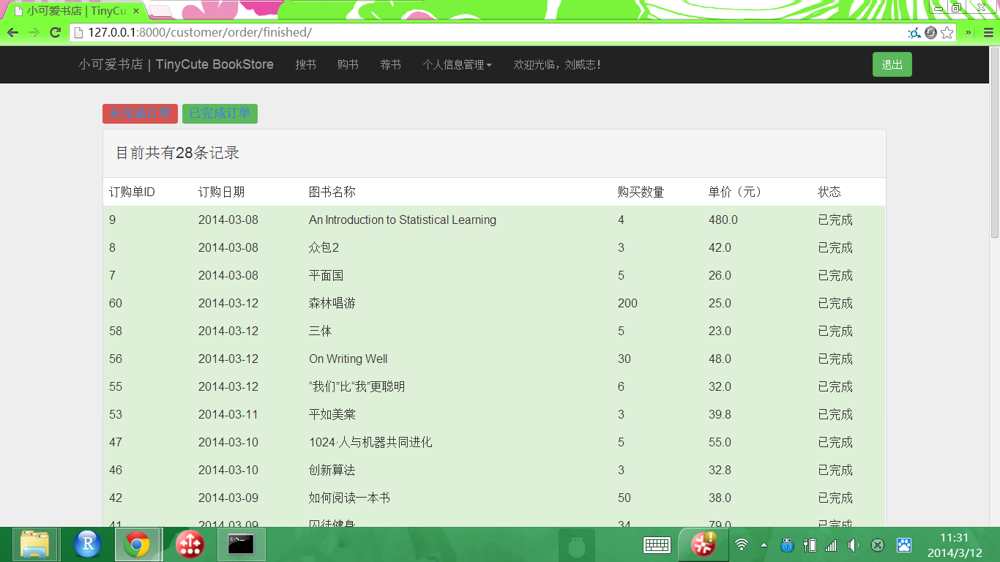 小可爱书店 | TinyCu
127.0.0.1:8000/customer/order/finished/
小可爱书店 | TinyCute BookStore 搜书 购书 荐书 个人信息管理 欢迎光临，刘威志！ 退出
未完成订单 已完成订单
目前共有28条记录
订购单ID 订购日期 图书名称 购买数量 单价（元） 状态
9 2014-03-08 An Introduction to Statistical Learning 4 480.0 已完成
8 2014-03-08 众包2 3 42.0 已完成
7 2014-03-08 平面国 5 26.0 已完成
60 2014-03-12 森林唱游 200 25.0 已完成
58 2014-03-12 三体 5 23.0 已完成
56 2014-03-12 On Writing Well 30 48.0 已完成
55 2014-03-12 “我们”比“我”更聪明 6 32.0 已完成
53 2014-03-11 平如美棠 3 39.8 已完成
47 2014-03-10 1024·人与机器共同进化 5 55.0 已完成
46 2014-03-10 创新算法 3 32.8 已完成
42 2014-03-09 如何阅读一本书 50 38.0 已完成
41 2014-03-09 囚徒健身 34 79.0 已完成
11:31
2014/3/12